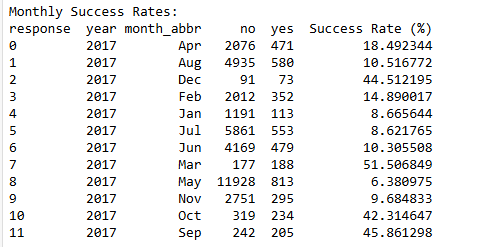 Monthly Success Rates:
response year month_abbr no yes Success Rate (%)
0 2017 Apr 2076 471 18.492344
1 2017 Aug 4935 580 10.516772
2 2017 Dec 91 73 44.512195
3 2017 Feb 2012 352 14.890017
4 2017 Jan 1191 113 8.665644
5 2017 Jul 5861 553 8.621765
6 2017 Jun 4169 479 10.305508
7 2017 Mar 177 188 51.506849
8 2017 May 11928 813 6.380975
9 2017 Nov 2751 295 9.684833
10 2017 Oct 319 234 42.314647
11 2017 Sep 242 205 45.861298